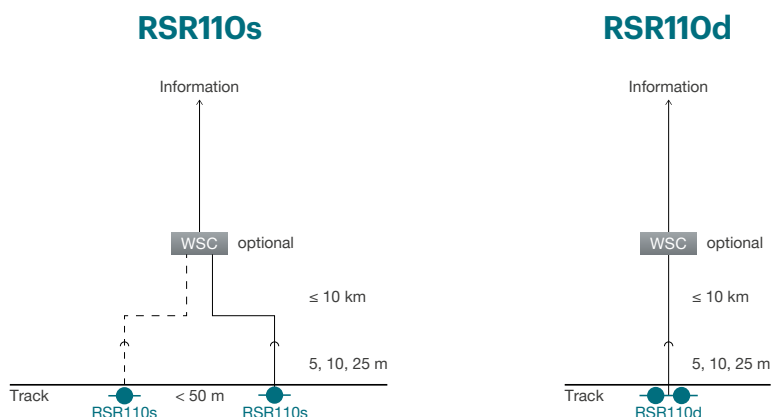 RSR110s
RSR110d
Information
Information
WSC optional
WSC optional
≤ 10 km
≤ 10 km
5, 10, 25 m
5, 10, 25 m
Track < 50 m
Track
RSR110s RSR110s
RSR110d